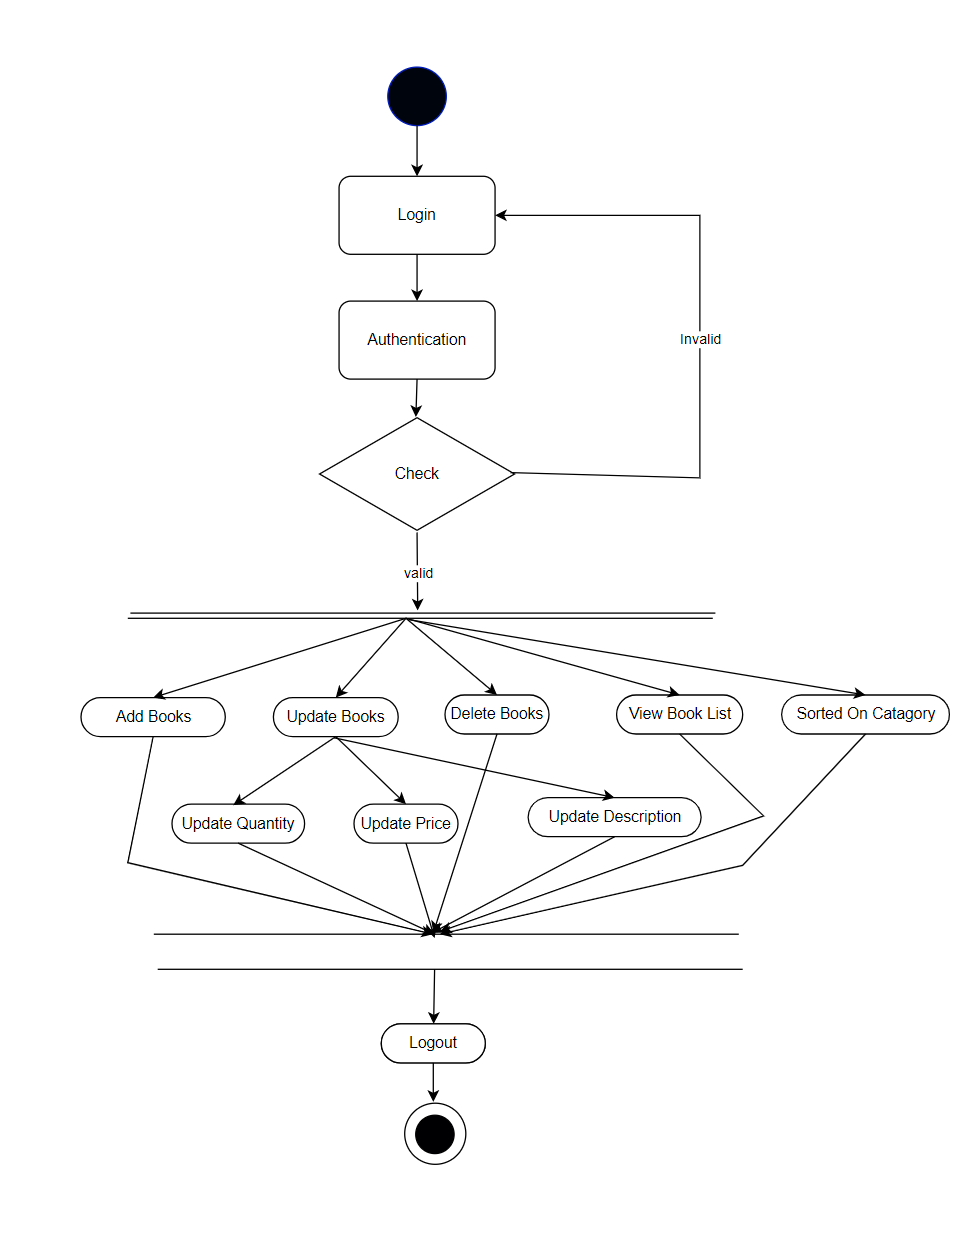 Login
Authentication
Invalid
Check
valid
Add Books
Update Books
Delete Books
View Book List
Sorted On Catagory
Update Quantity
Update Price
Update Description
Logout